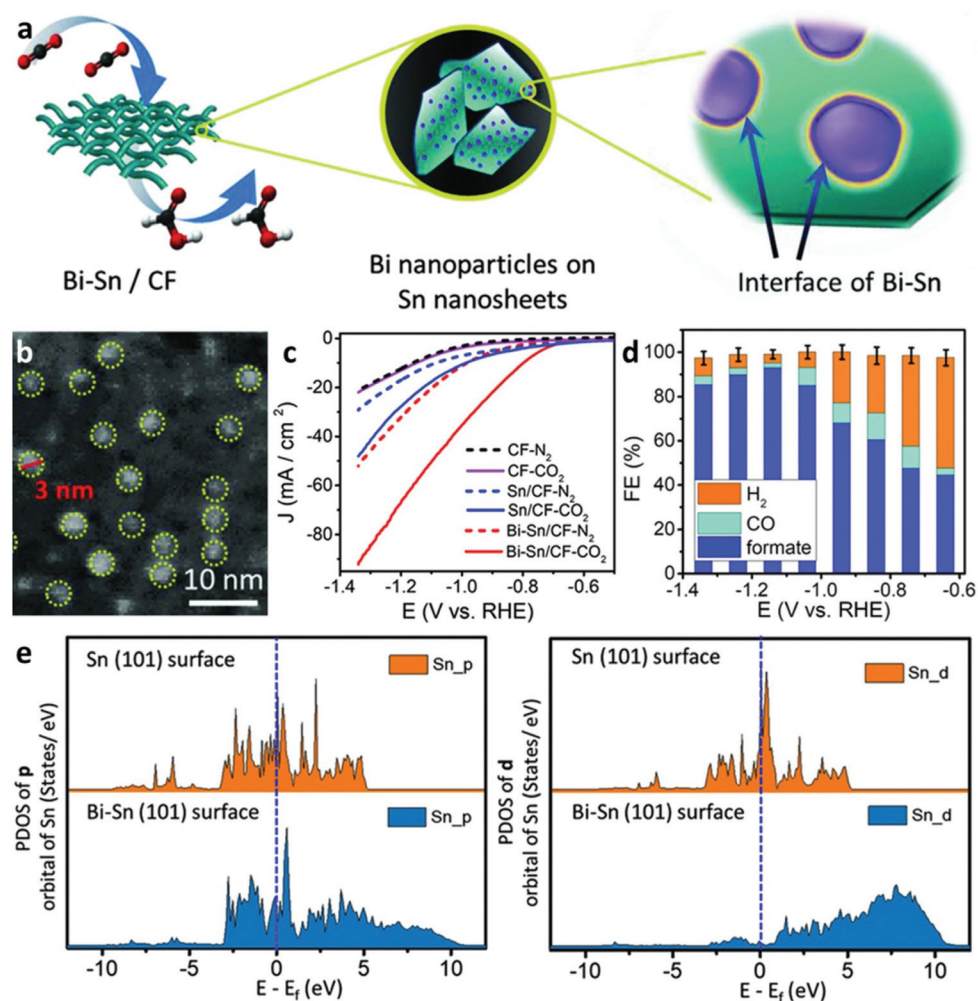 a
Bi-Sn / CF
Bi nanoparticles on
Sn nanosheets
Interface of Bi-Sn
b
3 nm
10 nm
c
0
-20
-40
-60
-80
J (mA / cm²)
CF-N₂
CF-CO₂
Sn/CF-N₂
Sn/CF-CO₂
Bi-Sn/CF-N₂
Bi-Sn/CF-CO₂
-1.4 -1.2 -1.0 -0.8 -0.6
E (V vs. RHE)
d
100
80
60
40
20
0
FE (%)
H₂
CO
formate
-1.4 -1.2 -1.0 -0.8 -0.6
E (V vs. RHE)
e
Sn (101) surface
Sn_p
Bi-Sn (101) surface
Sn_p
PDOS of p
orbital of Sn (States/ eV)
-10 -5 0 5 10
E - E_f (eV)
Sn (101) surface
Sn_d
Bi-Sn (101) surface
Sn_d
PDOS of d
orbital of Sn (States/ eV)
-10 -5 0 5 10
E - E_f (eV)